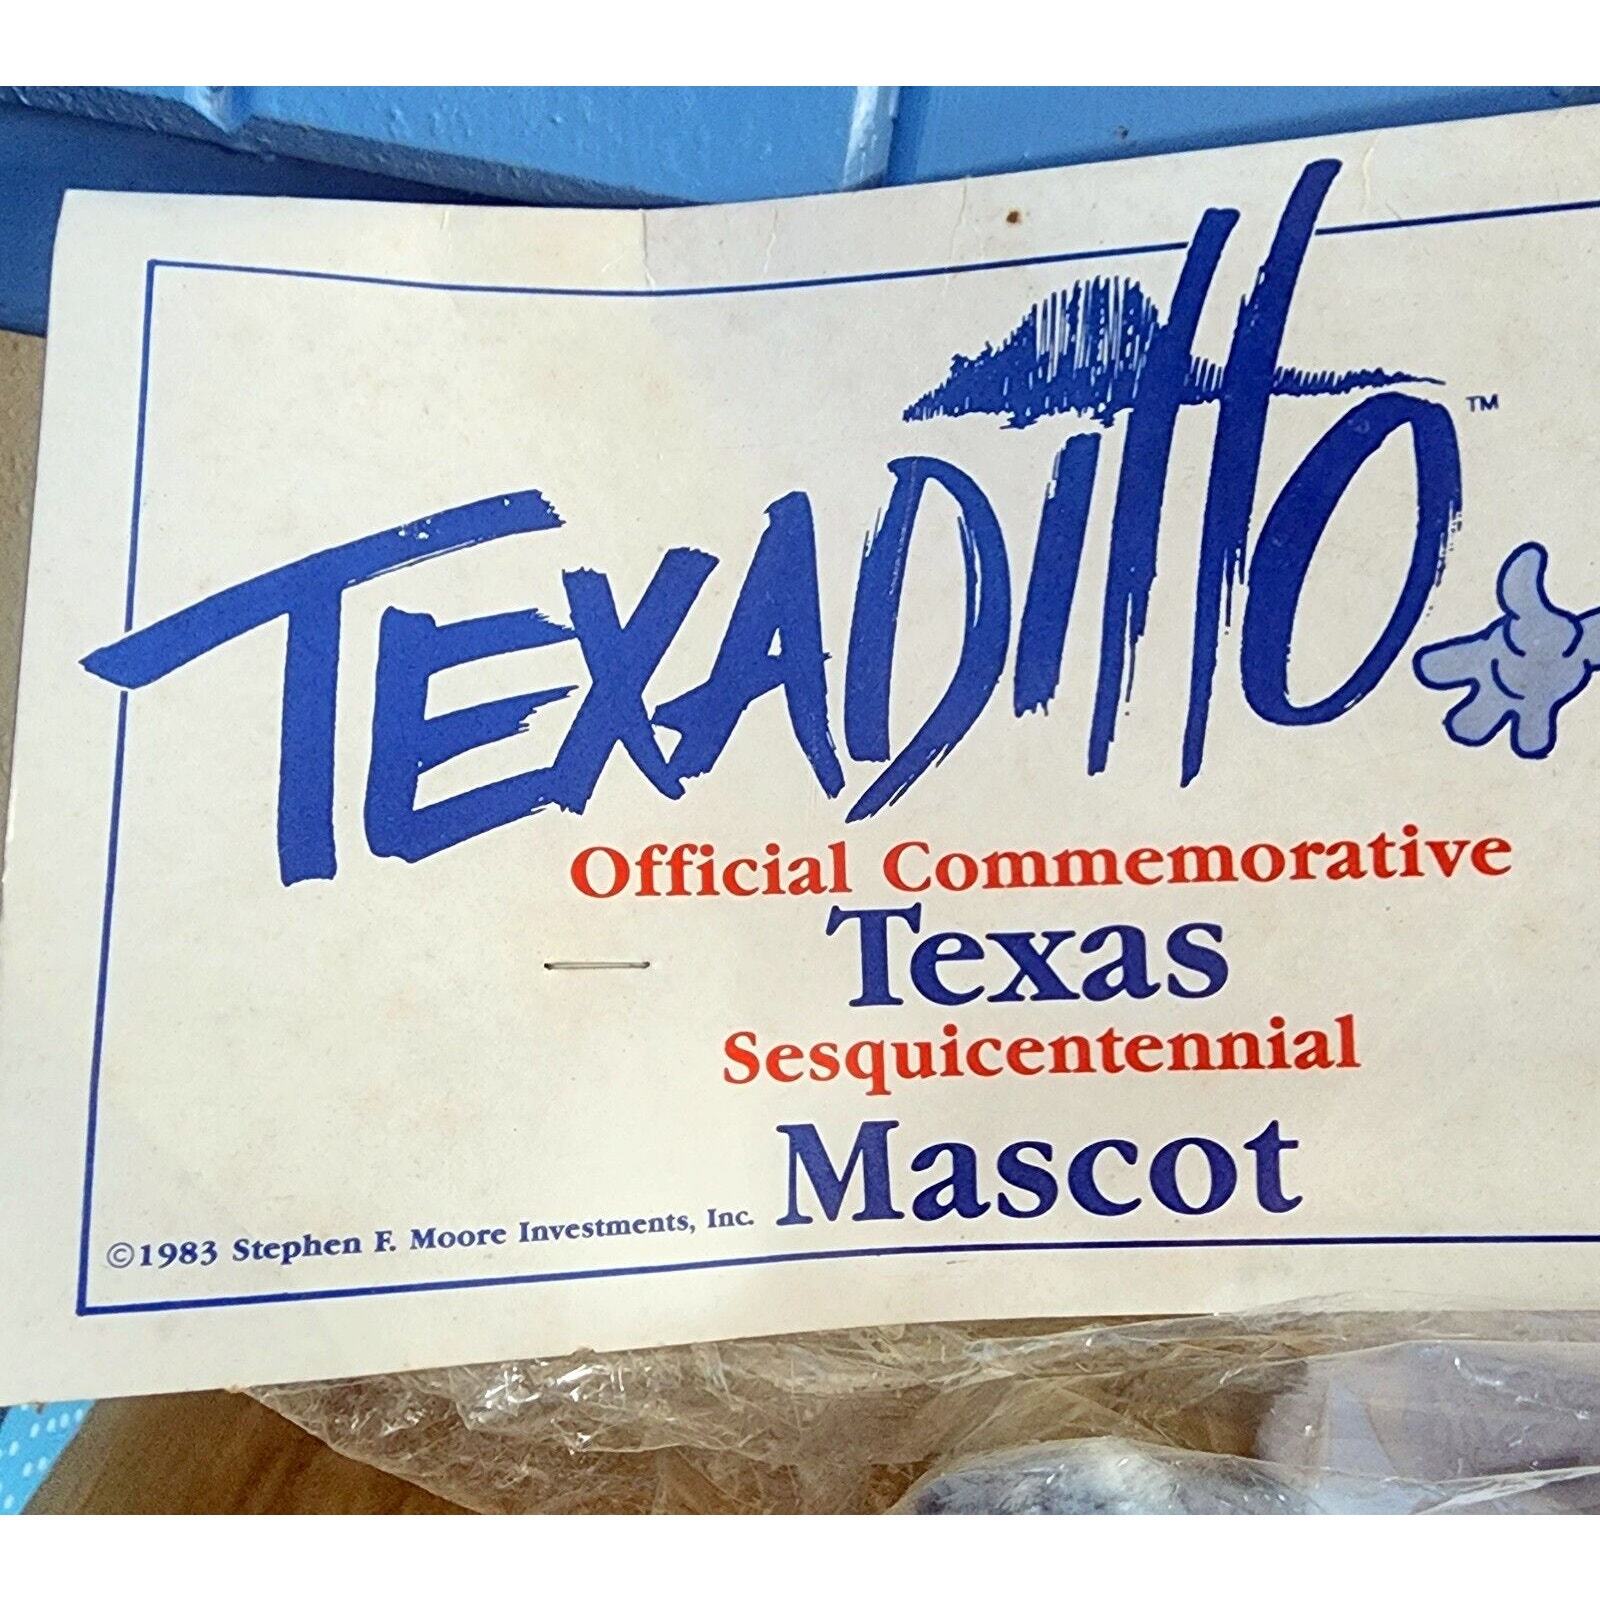 TEXADITTO™
Official Commemorative
Texas
Sesquicentennial
Mascot
©1983 Stephen F. Moore Investments, Inc.